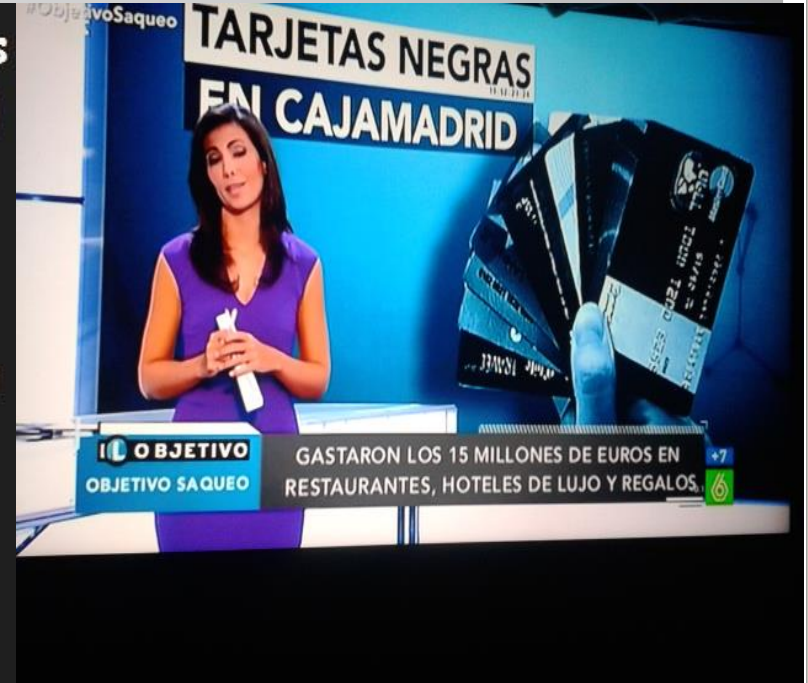 #ObjetivoSaqueo
S
TARJETAS NEGRAS
EN CAJAMADRID
EL OBJETIVO
OBJETIVO SAQUEO
GASTARON LOS 15 MILLONES DE EUROS EN
RESTAURANTES, HOTELES DE LUJO Y REGALOS
+7
6